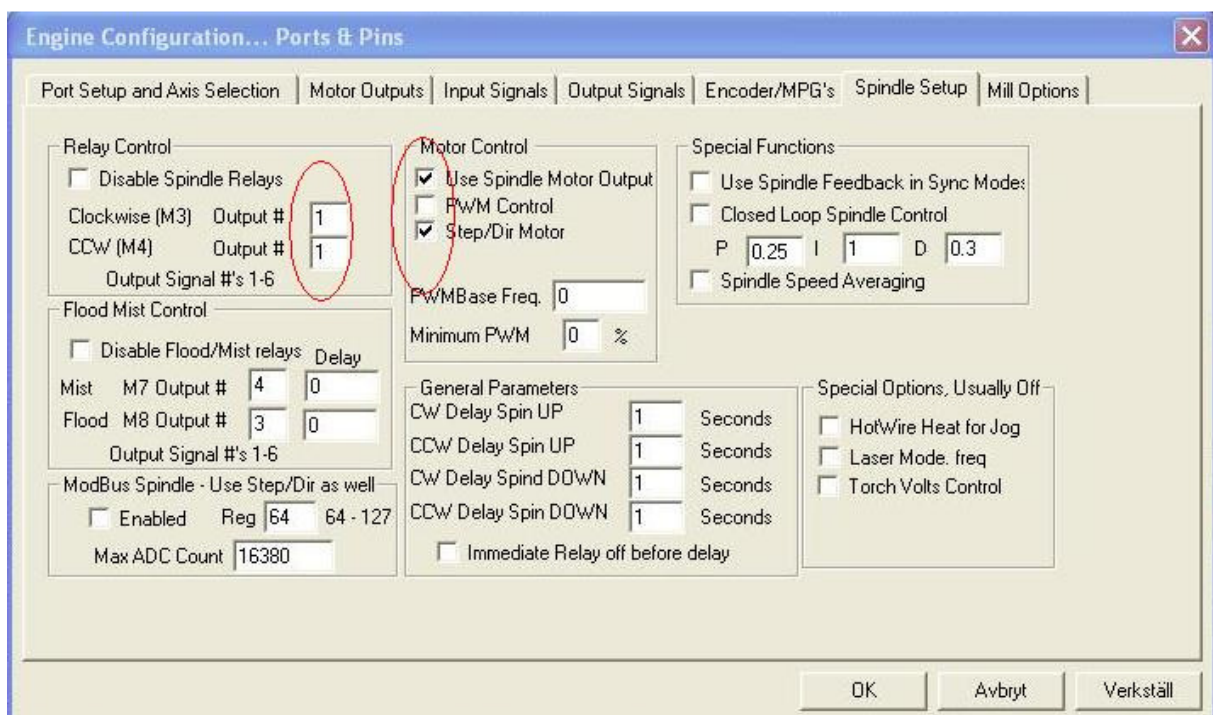 Engine Configuration... Ports & Pins
Port Setup and Axis Selection
Motor Outputs
Input Signals
Output Signals
Encoder/MPG's
Spindle Setup
Mill Options
Relay Control
Disable Spindle Relays
Clockwise (M3) Output # 1
CCW (M4) Output # 1
Output Signal #'s 1-6
Flood Mist Control
Disable Flood/Mist relays Delay
Mist M7 Output # 4 0
Flood M8 Output # 3 0
Output Signal #'s 1-6
ModBus Spindle - Use Step/Dir as well
Enabled Reg 64 64 - 127
Max ADC Count 16380
Motor Control
Use Spindle Motor Output
PWM Control
Step/Dir Motor
PWMBase Freq. 0
Minimum PWM 0 %
General Parameters
CW Delay Spin UP 1 Seconds
CCW Delay Spin UP 1 Seconds
CW Delay Spind DOWN 1 Seconds
CCW Delay Spin DOWN 1 Seconds
Immediate Relay off before delay
Special Functions
Use Spindle Feedback in Sync Modes
Closed Loop Spindle Control
P 0.25 I 1 D 0.3
Spindle Speed Averaging
Special Options, Usually Off
HotWire Heat for Jog
Laser Mode. freq
Torch Volts Control
OK
Avbryt
Verkställ